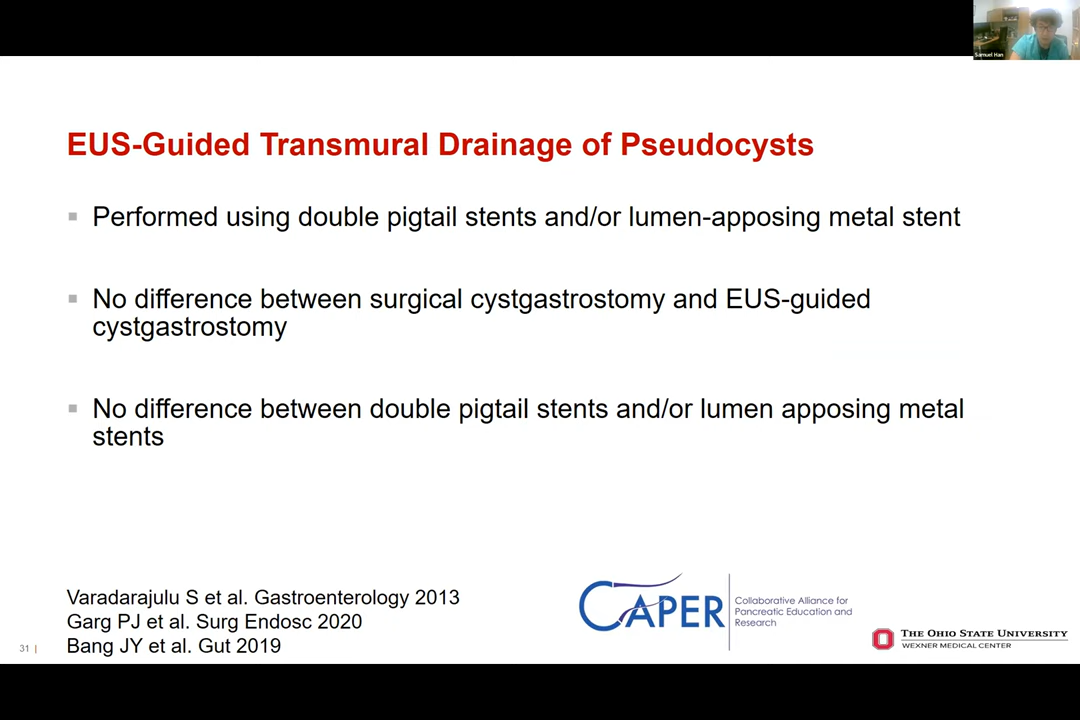 Samuel Han
EUS-Guided Transmural Drainage of Pseudocysts
Performed using double pigtail stents and/or lumen-apposing metal stent
No difference between surgical cystgastrostomy and EUS-guided
cystgastrostomy
No difference between double pigtail stents and/or lumen apposing metal
stents
Varadarajulu S et al. Gastroenterology 2013
Garg PJ et al. Surg Endosc 2020
Bang JY et al. Gut 2019
31 |
CAPER
Collaborative Alliance for
Pancreatic Education and
Research
THE OHIO STATE UNIVERSITY
WEXNER MEDICAL CENTER